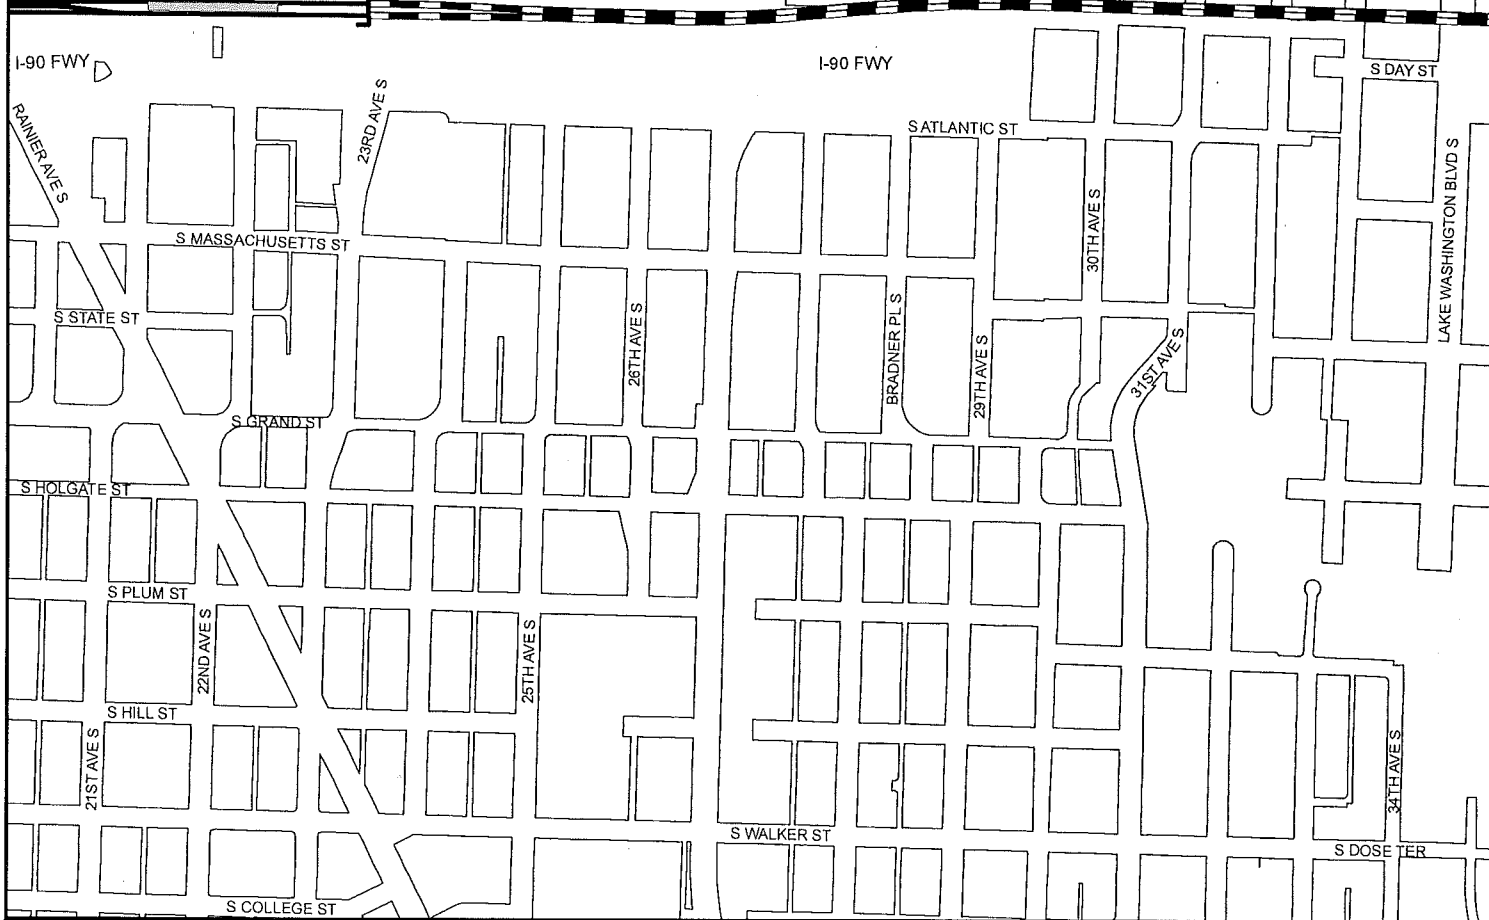 I-90 FWY
I-90 FWY
S DAY ST
RAINIER AVE S
23RD AVE S
S ATLANTIC ST
LAKE WASHINGTON BLVD S
S MASSACHUSETTS ST
30TH AVE S
S STATE ST
26TH AVE S
BRADNER PL S
29TH AVE S
31ST AVE S
S GRAND ST
S HOLGATE ST
S PLUM ST
22ND AVE S
25TH AVE S
S HILL ST
21ST AVE S
34TH AVE S
S WALKER ST
S DOSE TER
S COLLEGE ST